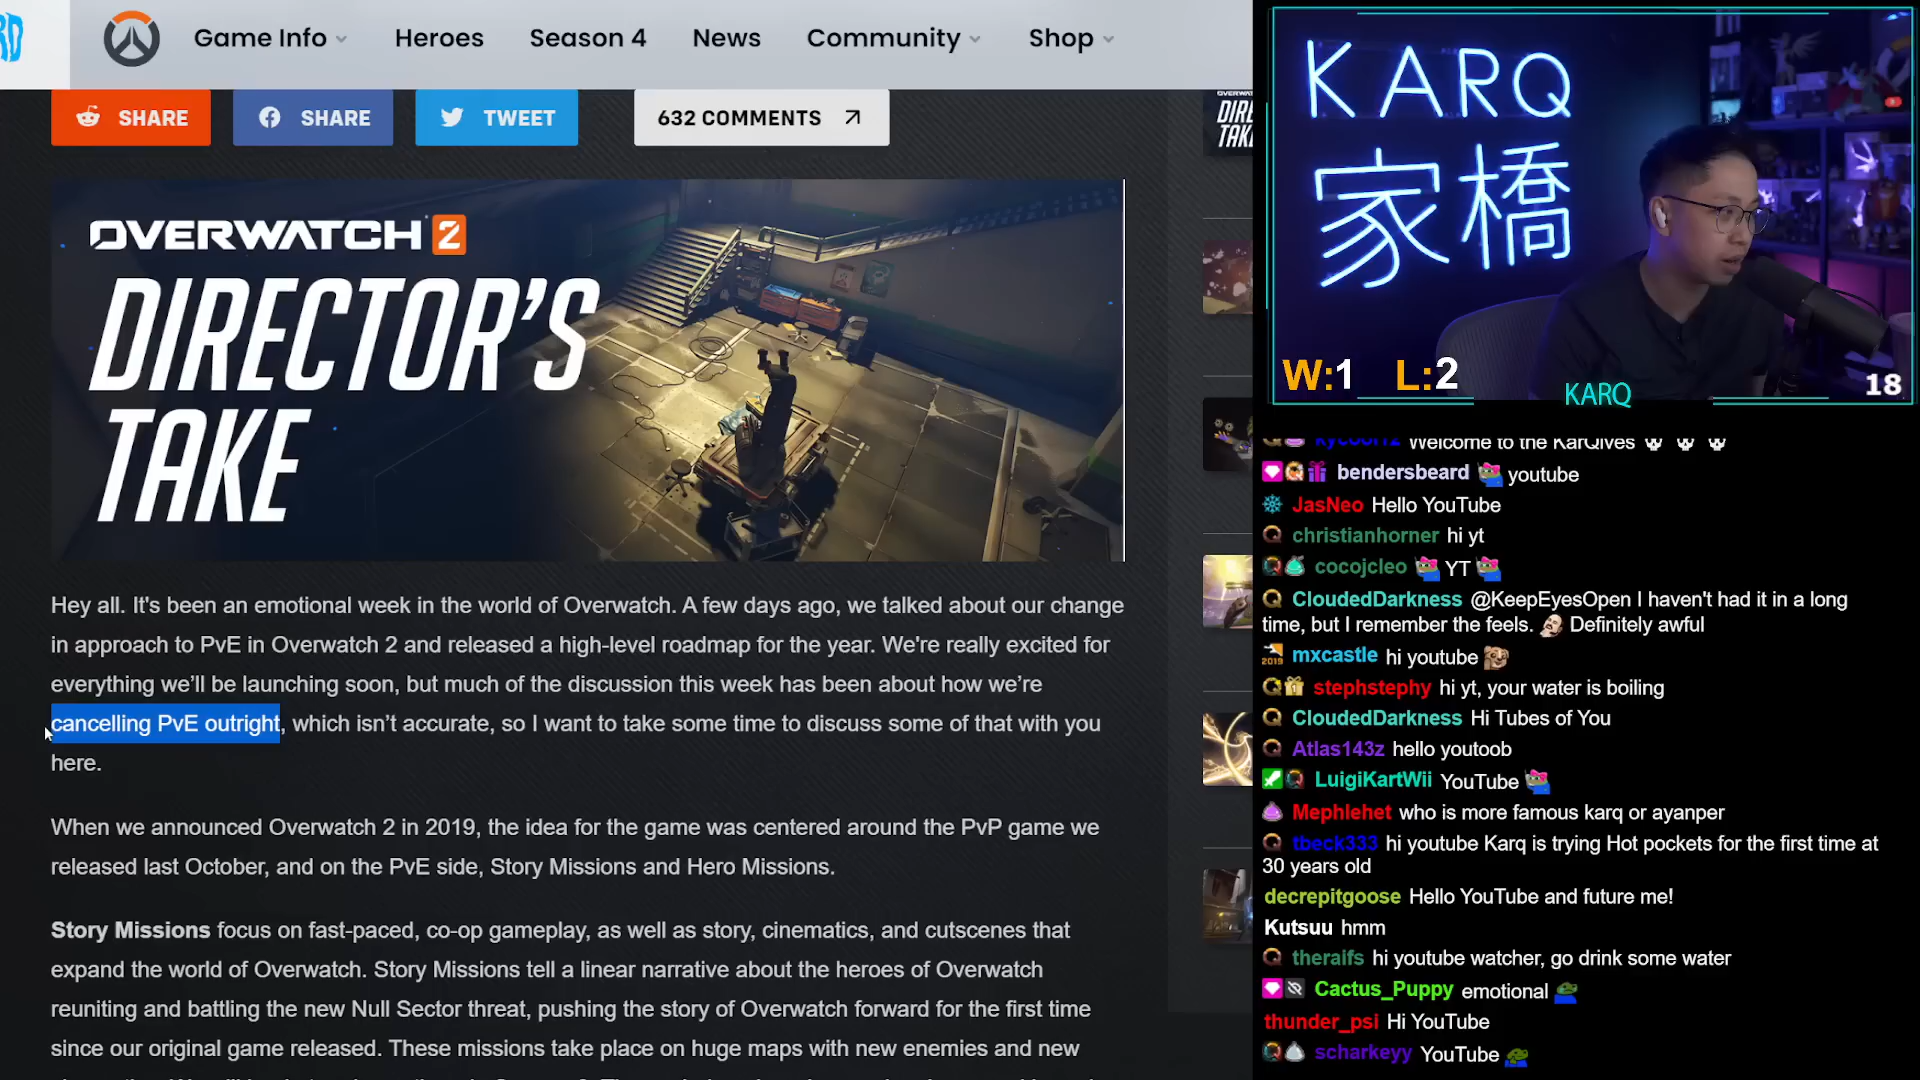 RD
Game Info
Heroes
Season 4
News
Community
Shop
SHARE
SHARE
TWEET
632 COMMENTS
OVERWATCH 2
DIRECTOR'S
TAKE
Hey all. It's been an emotional week in the world of Overwatch. A few days ago, we talked about our change
in approach to PvE in Overwatch 2 and released a high-level roadmap for the year. We're really excited for
everything we’ll be launching soon, but much of the discussion this week has been about how we’re
cancelling PvE outright, which isn’t accurate, so I want to take some time to discuss some of that with you
here.
When we announced Overwatch 2 in 2019, the idea for the game was centered around the PvP game we
released last October, and on the PvE side, Story Missions and Hero Missions.
Story Missions focus on fast-paced, co-op gameplay, as well as story, cinematics, and cutscenes that
expand the world of Overwatch. Story Missions tell a linear narrative about the heroes of Overwatch
reuniting and battling the new Null Sector threat, pushing the story of Overwatch forward for the first time
since our original game released. These missions take place on huge maps with new enemies and new
KARQ
家橋
W:1 L:2
KARQ
18
Welcome to the KarQives
bendersbeard youtube
JasNeo Hello YouTube
christianhorner hi yt
cocojcleo YT
CloudedDarkness @KeepEyesOpen I haven't had it in a long
time, but I remember the feels. Definitely awful
2019 mxcastle hi youtube
stephstephy hi yt, your water is boiling
CloudedDarkness Hi Tubes of You
Atlas143z hello youtoob
LuigiKartWii YouTube
Mephlehet who is more famous karq or ayanper
tbeck333 hi youtube Karq is trying Hot pockets for the first time at
30 years old
decrepitgoose Hello YouTube and future me!
Kutsuu hmm
theraifs hi youtube watcher, go drink some water
Cactus_Puppy emotional
thunder_psi Hi YouTube
scharkeyy YouTube